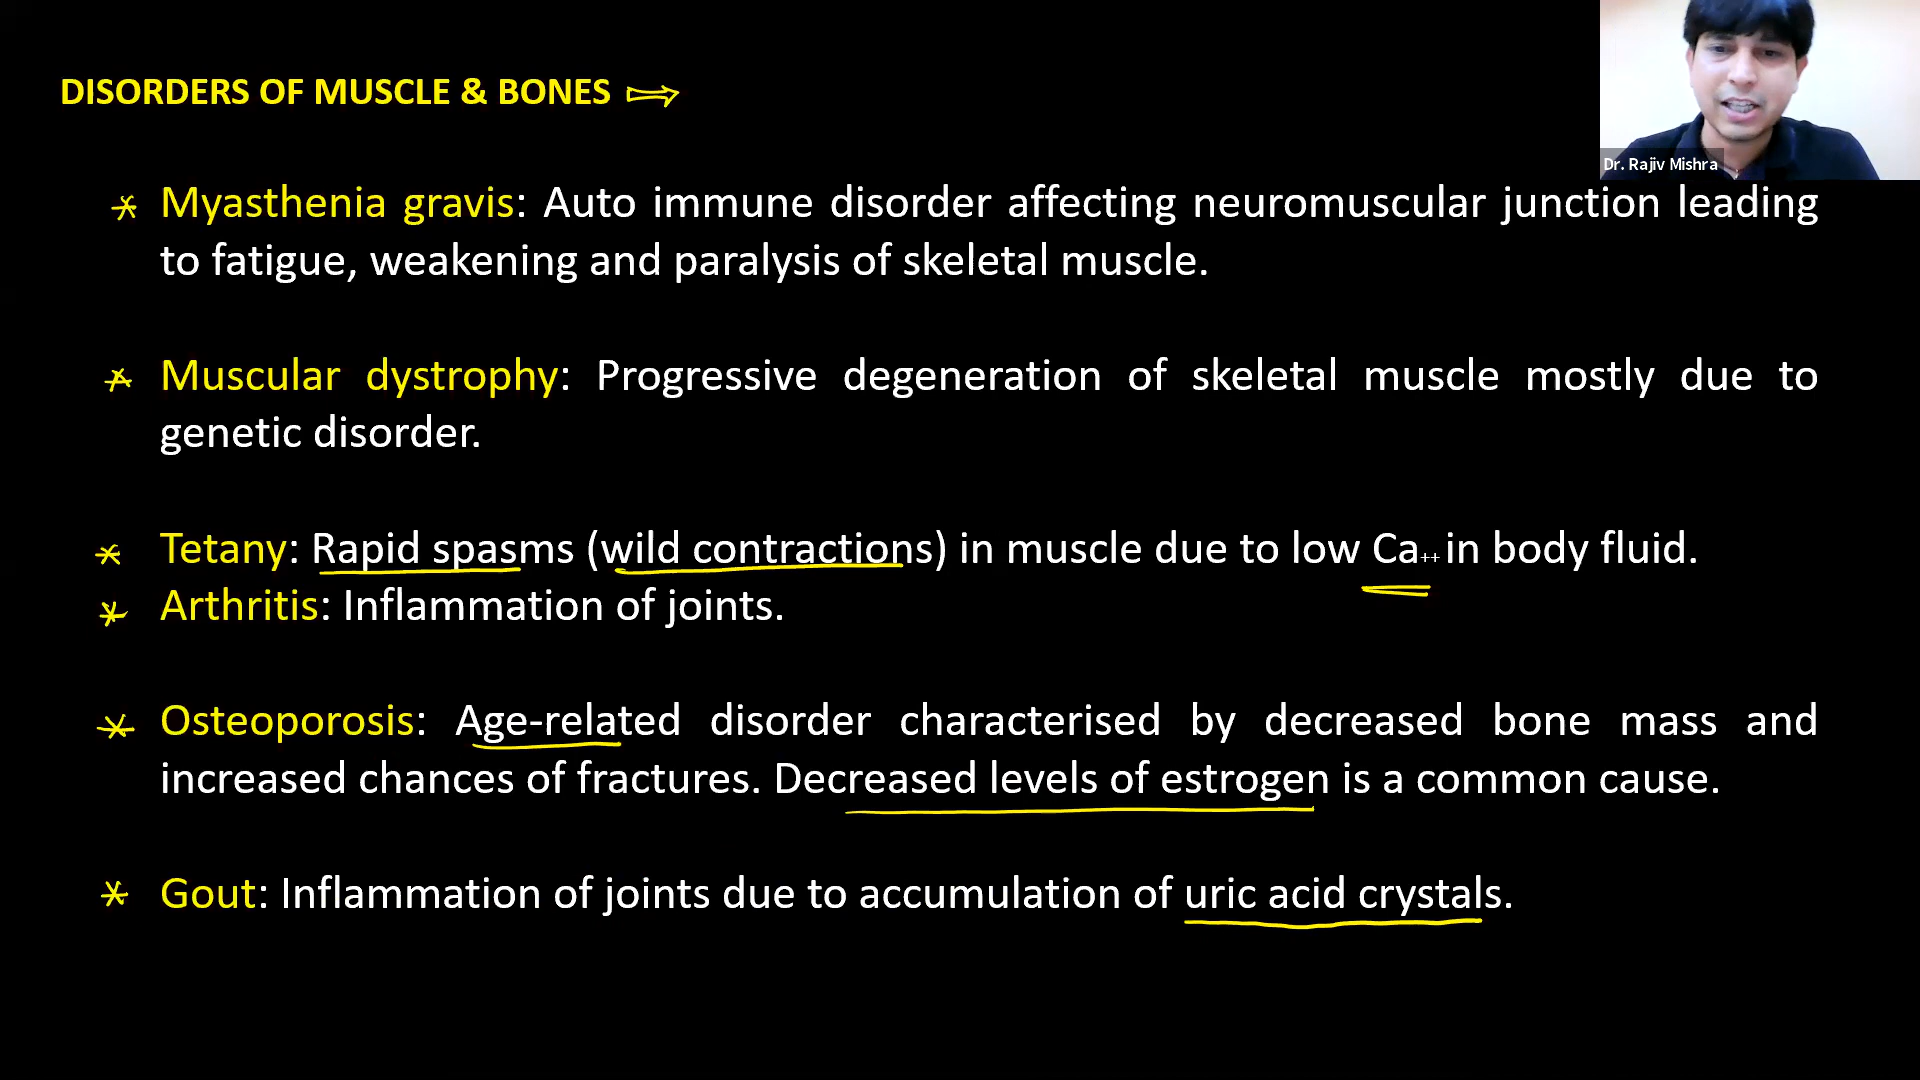 DISORDERS OF MUSCLE & BONES
Dr. Rajiv Mishra
Myasthenia gravis: Auto immune disorder affecting neuromuscular junction leading
to fatigue, weakening and paralysis of skeletal muscle.
Muscular dystrophy: Progressive degeneration of skeletal muscle mostly due to
genetic disorder.
Tetany: Rapid spasms (wild contractions) in muscle due to low Ca++ in body fluid.
Arthritis: Inflammation of joints.
Osteoporosis: Age-related disorder characterised by decreased bone mass and
increased chances of fractures. Decreased levels of estrogen is a common cause.
Gout: Inflammation of joints due to accumulation of uric acid crystals.